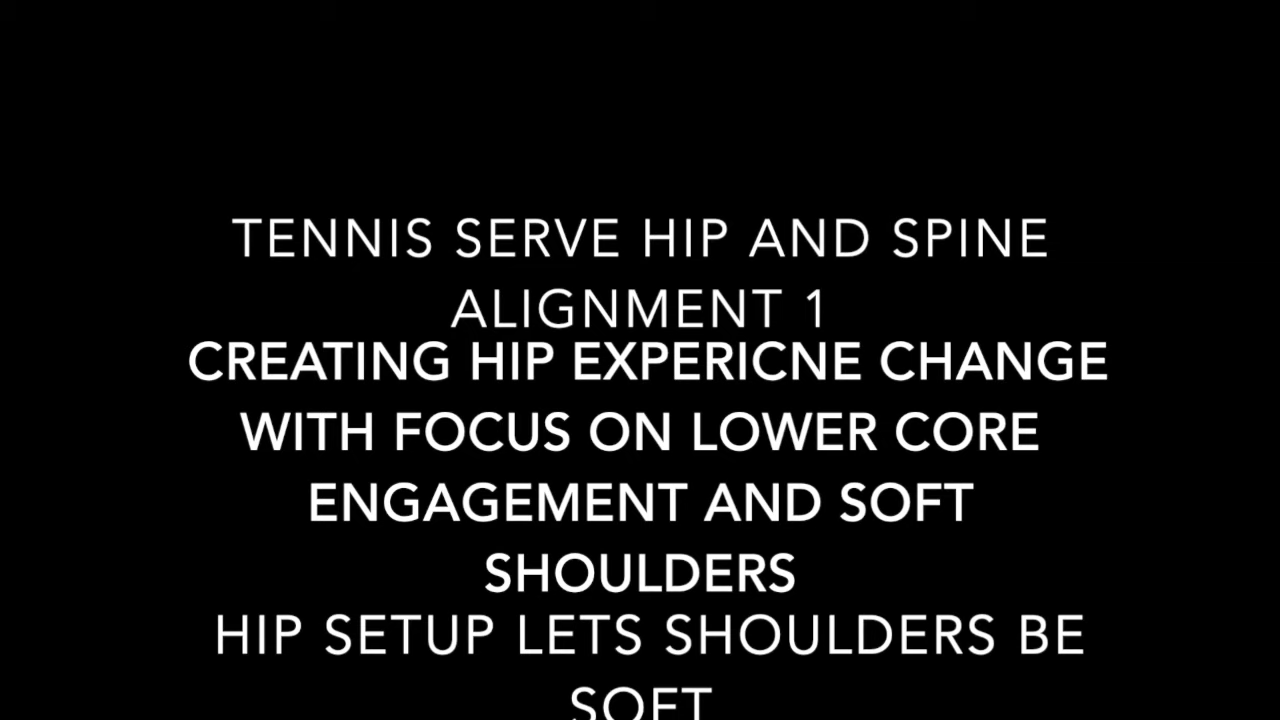 TENNIS SERVE HIP AND SPINE
ALIGNMENT 1
CREATING HIP EXPERICNE CHANGE
WITH FOCUS ON LOWER CORE
ENGAGEMENT AND SOFT
SHOULDERS
HIP SETUP LETS SHOULDERS BE
SOFT